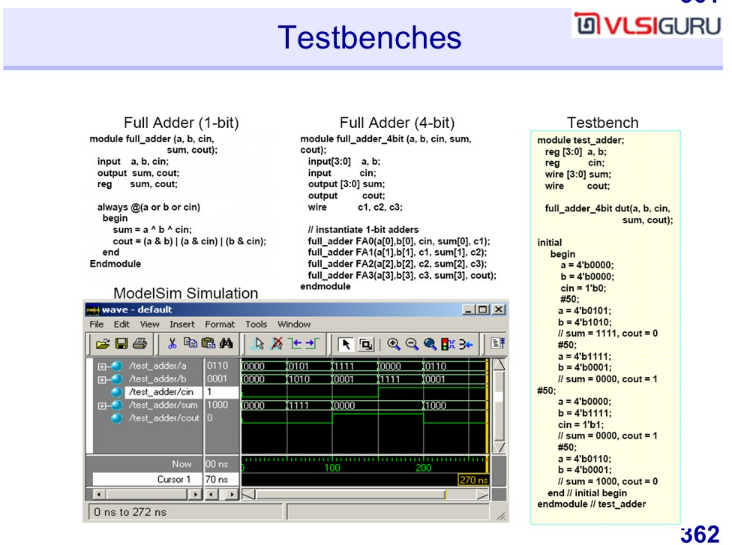 VLSIGURU
Testbenches
Full Adder (1-bit)
module full_adder (a, b, cin,
sum, cout);
input a, b, cin;
output sum, cout;
reg sum, cout;
always @(a or b or cin)
begin
sum = a ^ b ^ cin;
cout = (a & b) | (a & cin) | (b & cin);
end
Endmodule
Full Adder (4-bit)
module full_adder_4bit (a, b, cin, sum,
cout);
input[3:0] a, b;
input cin;
output [3:0] sum;
output cout;
wire c1, c2, c3;
// instantiate 1-bit adders
full_adder FA0(a[0],b[0], cin, sum[0], c1);
full_adder FA1(a[1],b[1], c1, sum[1], c2);
full_adder FA2(a[2],b[2], c2, sum[2], c3);
full_adder FA3(a[3],b[3], c3, sum[3], cout);
endmodule
Testbench
module test_adder;
reg [3:0] a, b;
reg cin;
wire [3:0] sum;
wire cout;
full_adder_4bit dut(a, b, cin,
sum, cout);
initial
begin
a = 4'b0000;
b = 4'b0000;
cin = 1'b0;
#50;
a = 4'b0101;
b = 4'b1010;
// sum = 1111, cout = 0
#50;
a = 4'b1111;
b = 4'b0001;
// sum = 0000, cout = 1
#50;
a = 4'b0000;
b = 4'b1111;
cin = 1'b1;
// sum = 0000, cout = 1
#50;
a = 4'b0110;
b = 4'b0001;
// sum = 1000, cout = 0
end // initial begin
endmodule // test_adder
ModelSim Simulation
wave - default
File Edit View Insert Format Tools Window
/test_adder/a 0110 0000 0101 1111 0000 0110
/test_adder/b 0001 0000 1010 0001 1111 0001
/test_adder/cin 1
/test_adder/sum 1000 0000 1111 0000 1000
/test_adder/cout 0
Now 00 ns 100 200
Cursor 1 70 ns 270 ns
0 ns to 272 ns
362